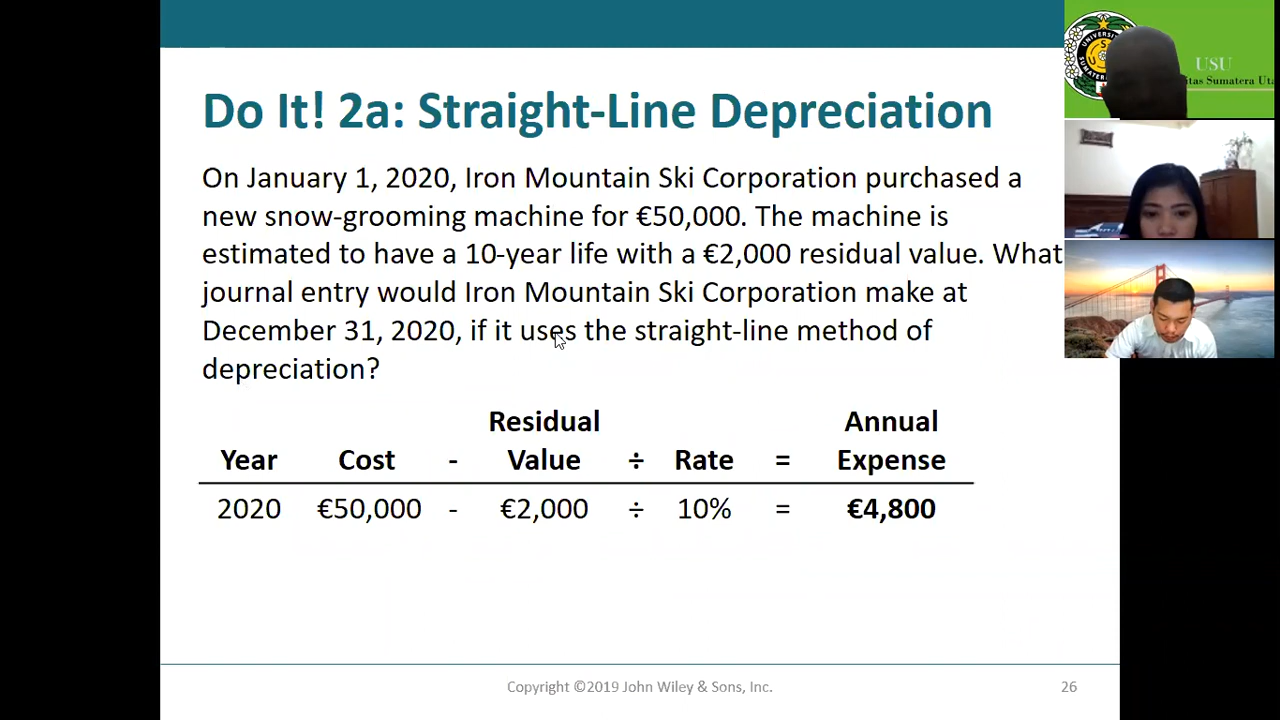 Do It! 2a: Straight-Line Depreciation
On January 1, 2020, Iron Mountain Ski Corporation purchased a
new snow-grooming machine for €50,000. The machine is
estimated to have a 10-year life with a €2,000 residual value. What
journal entry would Iron Mountain Ski Corporation make at
December 31, 2020, if it uses the straight-line method of
depreciation?
Residual Annual
Year Cost - Value ÷ Rate = Expense
2020 €50,000 - €2,000 ÷ 10% = €4,800
Copyright ©2019 John Wiley & Sons, Inc. 26
USU
itas Sumatera Uta